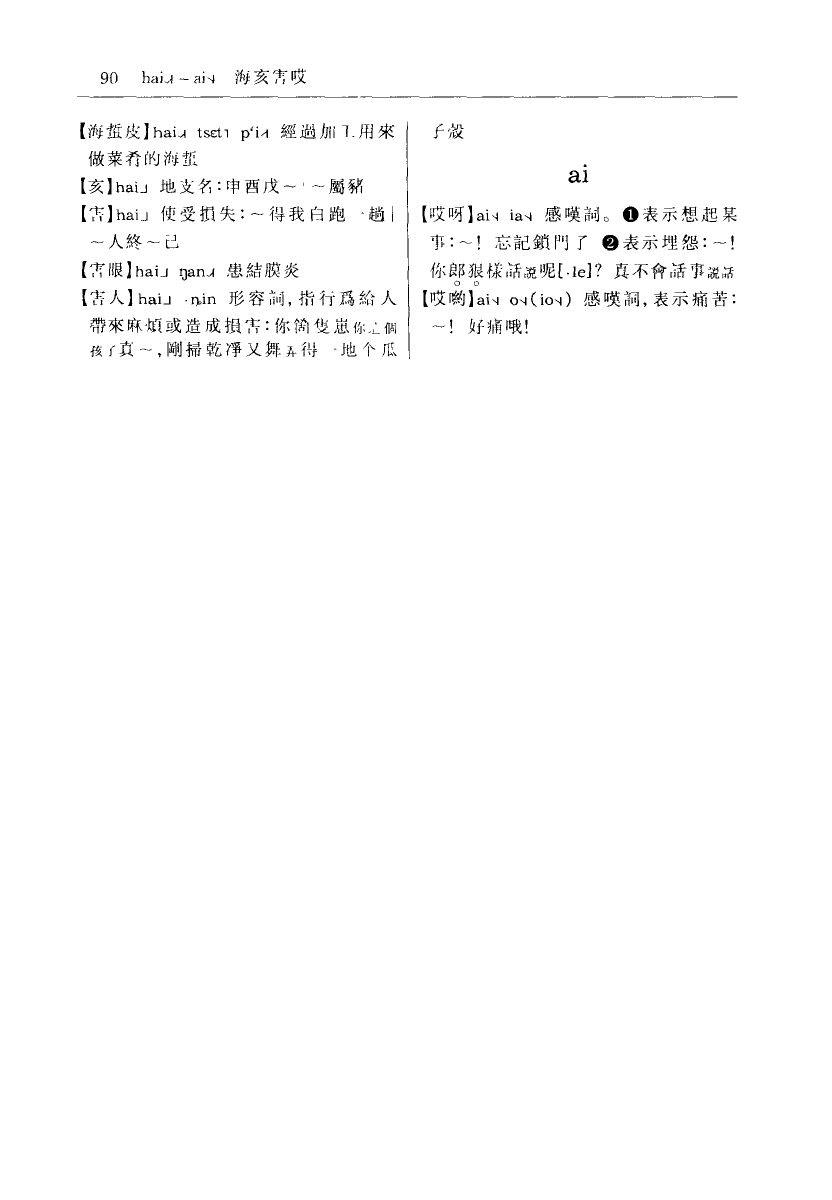 90 hai˨˩˧～ai˦˨ 海亥害哎
【海蜇皮】hai˨˩˧ tsɛt˥ p‘i 經過加工用來
做菜肴的海蜇
【亥】hai˩ 地支名：申酉戌～｜～屬豬
【害】hai˩ 使受損失：～得我白跑一趟｜
～人終～己
【害眼】hai˩ ŋan˨˩˧ 患結膜炎
【害人】hai˩ ·ȵin 形容詞，指行爲給人
帶來麻煩或造成損害：你箇隻崽你這個
孩子真～，剛掃乾淨又舞弄得一地个瓜
子殼
ai
【哎呀】ai ia 感嘆詞。❶表示想起某
事：～！忘記鎖門了 ❷表示埋怨：～！
你郎狠樣話説呢[·le]？真不會話事説話
【哎喲】ai o(io) 感嘆詞，表示痛苦：
～！好痛哦！